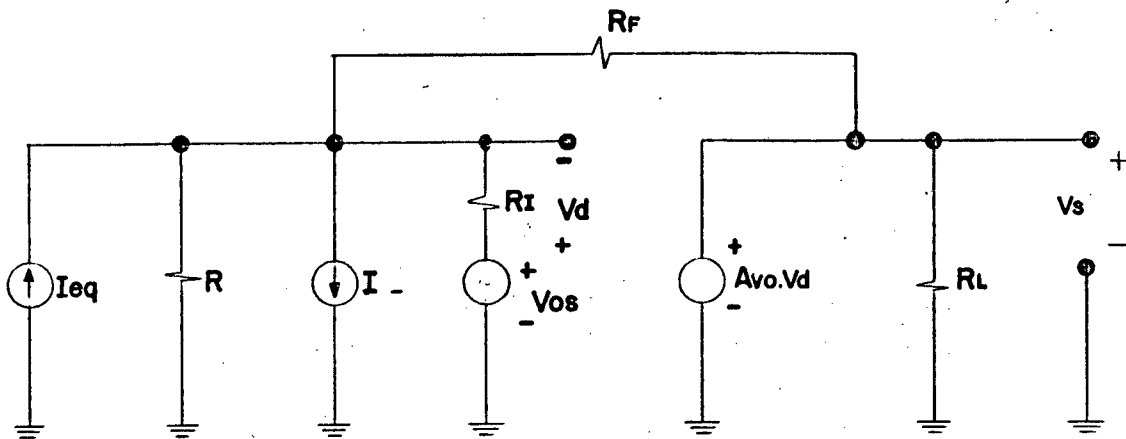 RF
-
RI
Vd
+
+
Vs
-
Ieq
R
I -
+
Vos
-
+
Avo.Vd
-
RL